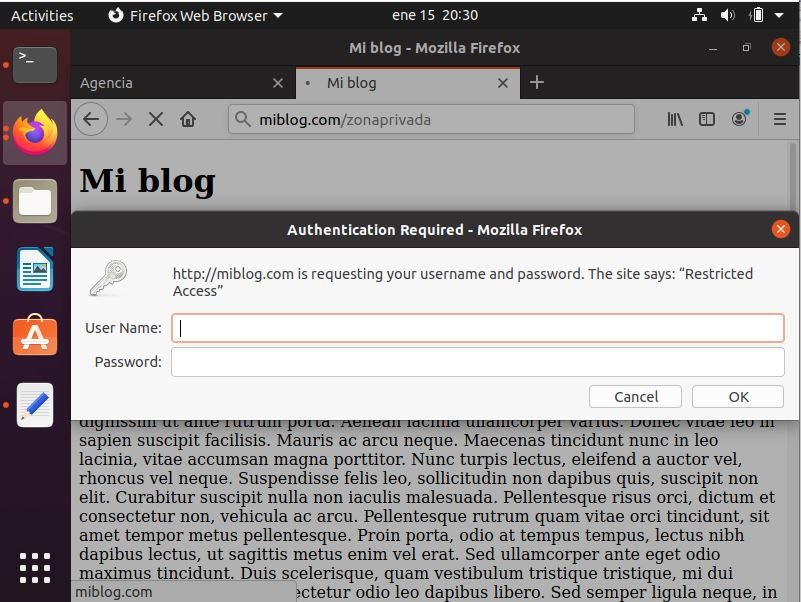 Activities
Firefox Web Browser
ene 15 20:30
Mi blog - Mozilla Firefox
Agencia
Mi blog
miblog.com/zonaprivada
Mi blog
Authentication Required - Mozilla Firefox
http://miblog.com is requesting your username and password. The site says: “Restricted
Access”
User Name:
Password:
Cancel
OK
dignissim ut ante rutrum porta. Aenean lacinia ullamcorper varius. Donec vitae leo in
sapien suscipit facilisis. Mauris ac arcu neque. Maecenas tincidunt nunc in leo
lacinia, vitae accumsan magna porttitor. Nunc turpis lectus, eleifend a auctor vel,
rhoncus vel neque. Suspendisse felis leo, sollicitudin non dapibus quis, suscipit non
elit. Curabitur suscipit nulla non iaculis malesuada. Pellentesque risus orci, dictum et
consectetur non, vehicula ac arcu. Pellentesque rutrum quam vitae orci tincidunt, sit
amet tempor metus pellentesque. Proin porta, odio at tempus tempus, lectus nibh
dapibus lectus, ut sagittis metus enim vel erat. Sed ullamcorper ante eget odio
maximus tincidunt. Duis scelerisque, quam vestibulum tristique tristique, mi dui
ectetur odio leo dapibus libero. Sed semper ligula neque, in
miblog.com